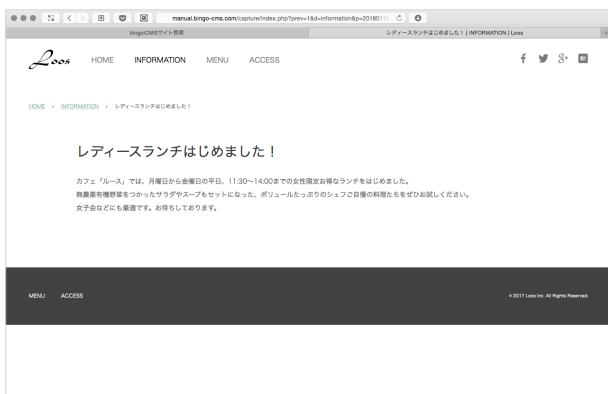 manual.bingo-cms.com/capture/index.php?prev=1&d=information&p=2018011
bingo!CMSサイト管理
レディースランチはじめました！ | INFORMATION | Loos
Loos HOME INFORMATION MENU ACCESS
HOME › INFORMATION › レディースランチはじめました！
レディースランチはじめました！
カフェ「ルース」では、月曜日から金曜日の平日、11:30〜14:00までの女性限定お得なランチをはじめました。
無農薬有機野菜をつかったサラダやスープもセットになった、ボリュールたっぷりのシェフご自慢の料理たちをぜひお試しください。
女子会などにも最適です。お待ちしております。
MENU ACCESS
© 2017 Loos Inc. All Rights Reserved.